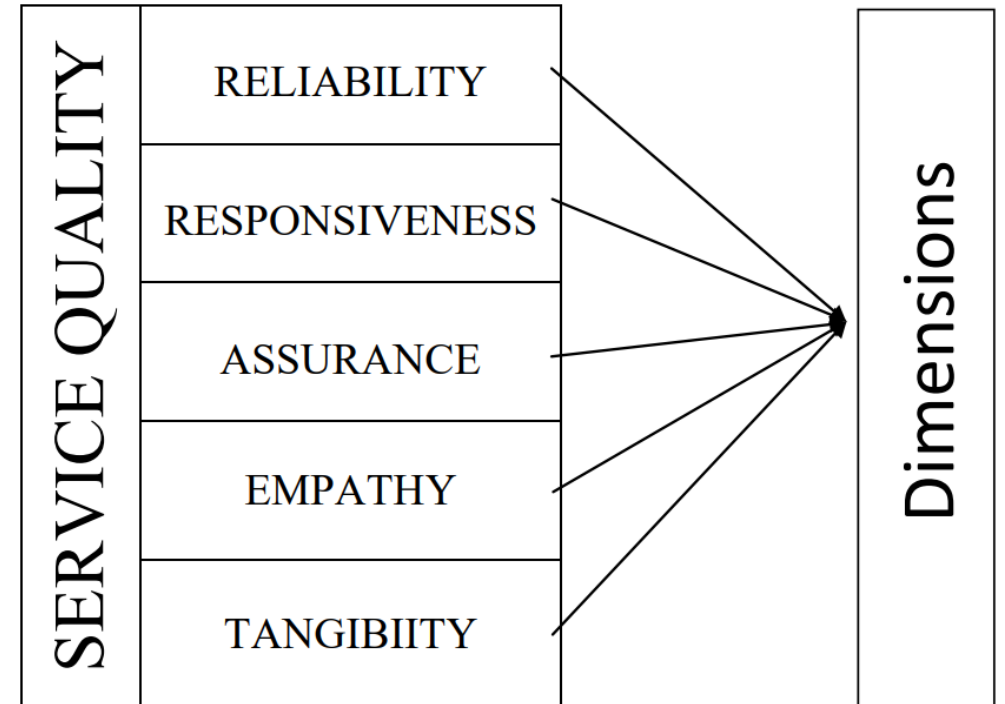 SERVICE QUALITY
RELIABILITY
RESPONSIVENESS
ASSURANCE
EMPATHY
TANGIBIITY
Dimensions